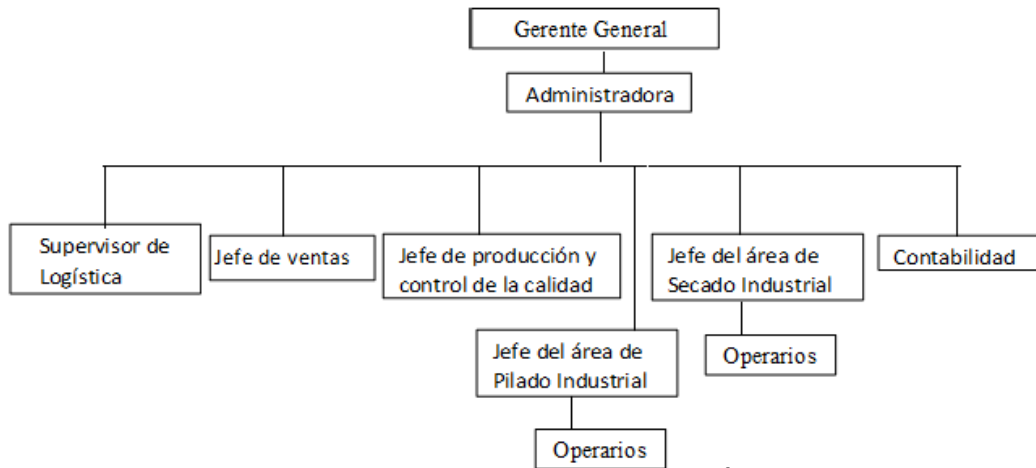 Gerente General
Administradora
Supervisor de
Logística
Jefe de ventas
Jefe de producción y
control de la calidad
Jefe del área de
Secado Industrial
Contabilidad
Jefe del área de
Pilado Industrial
Operarios
Operarios